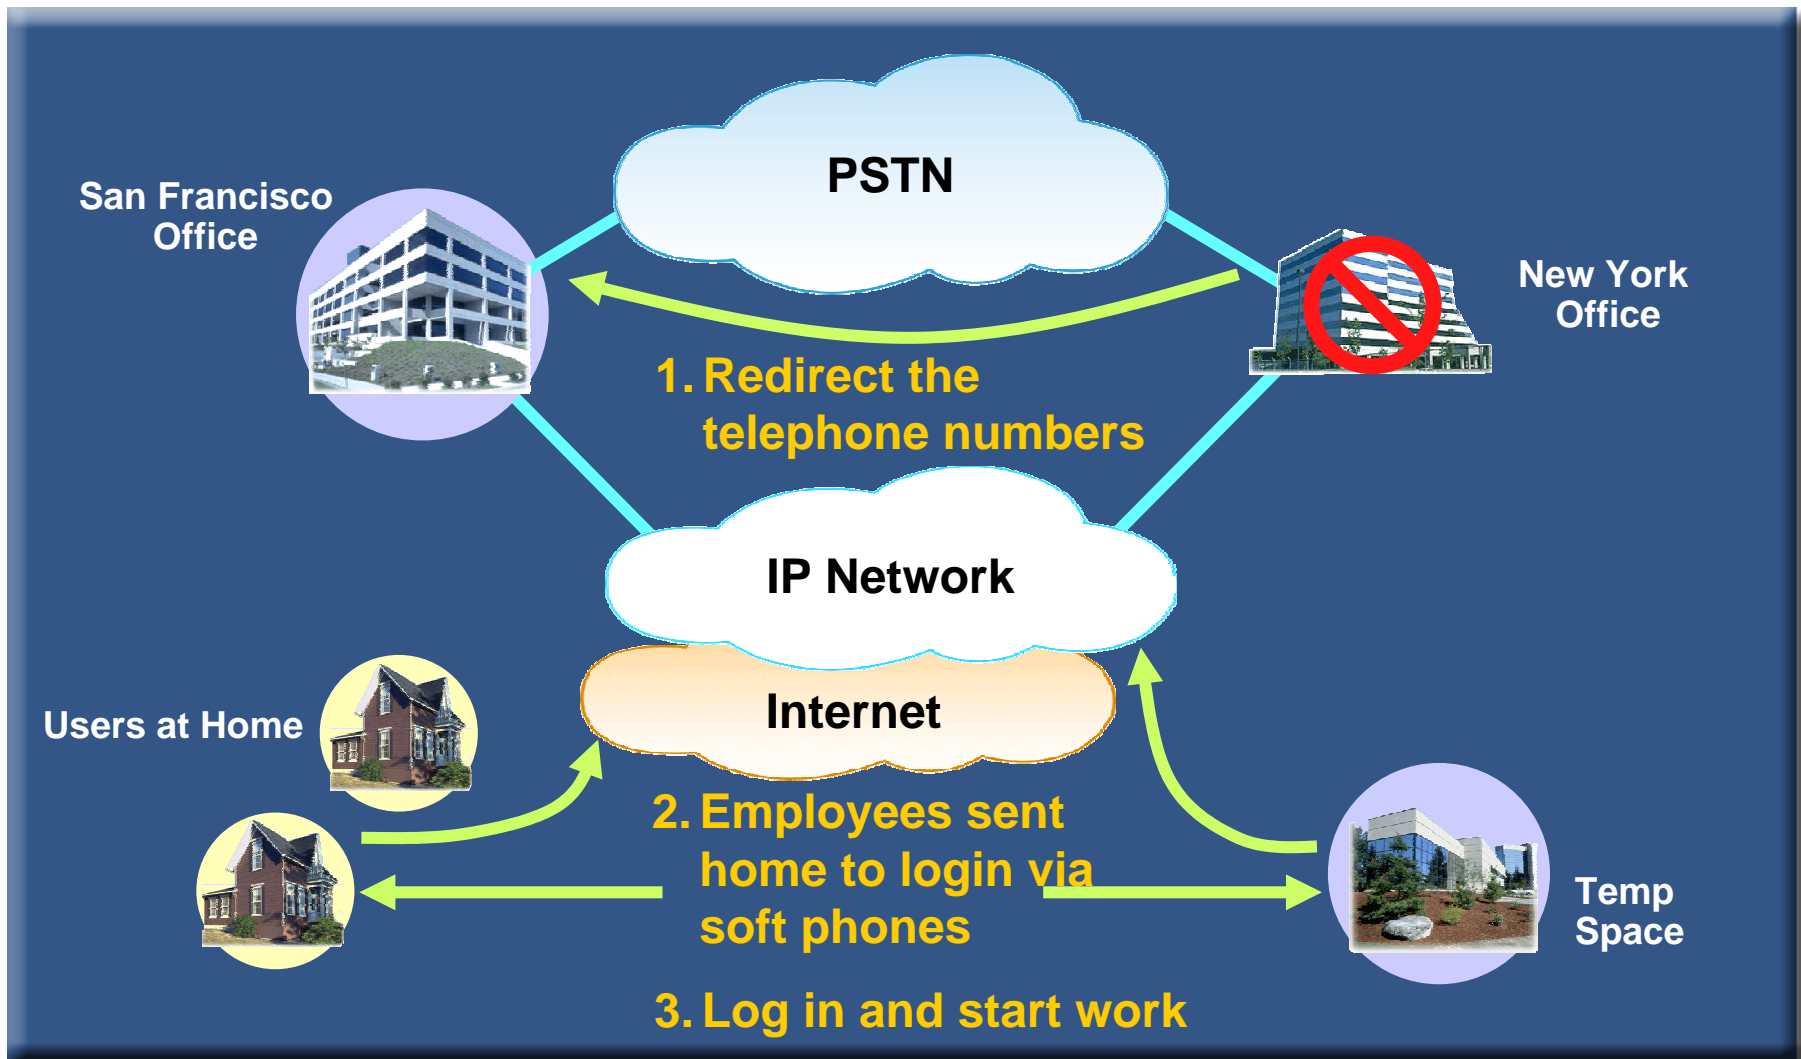 PSTN
San Francisco
Office
New York
Office
1. Redirect the
telephone numbers
IP Network
Internet
Users at Home
2. Employees sent
home to login via
soft phones
Temp
Space
3. Log in and start work